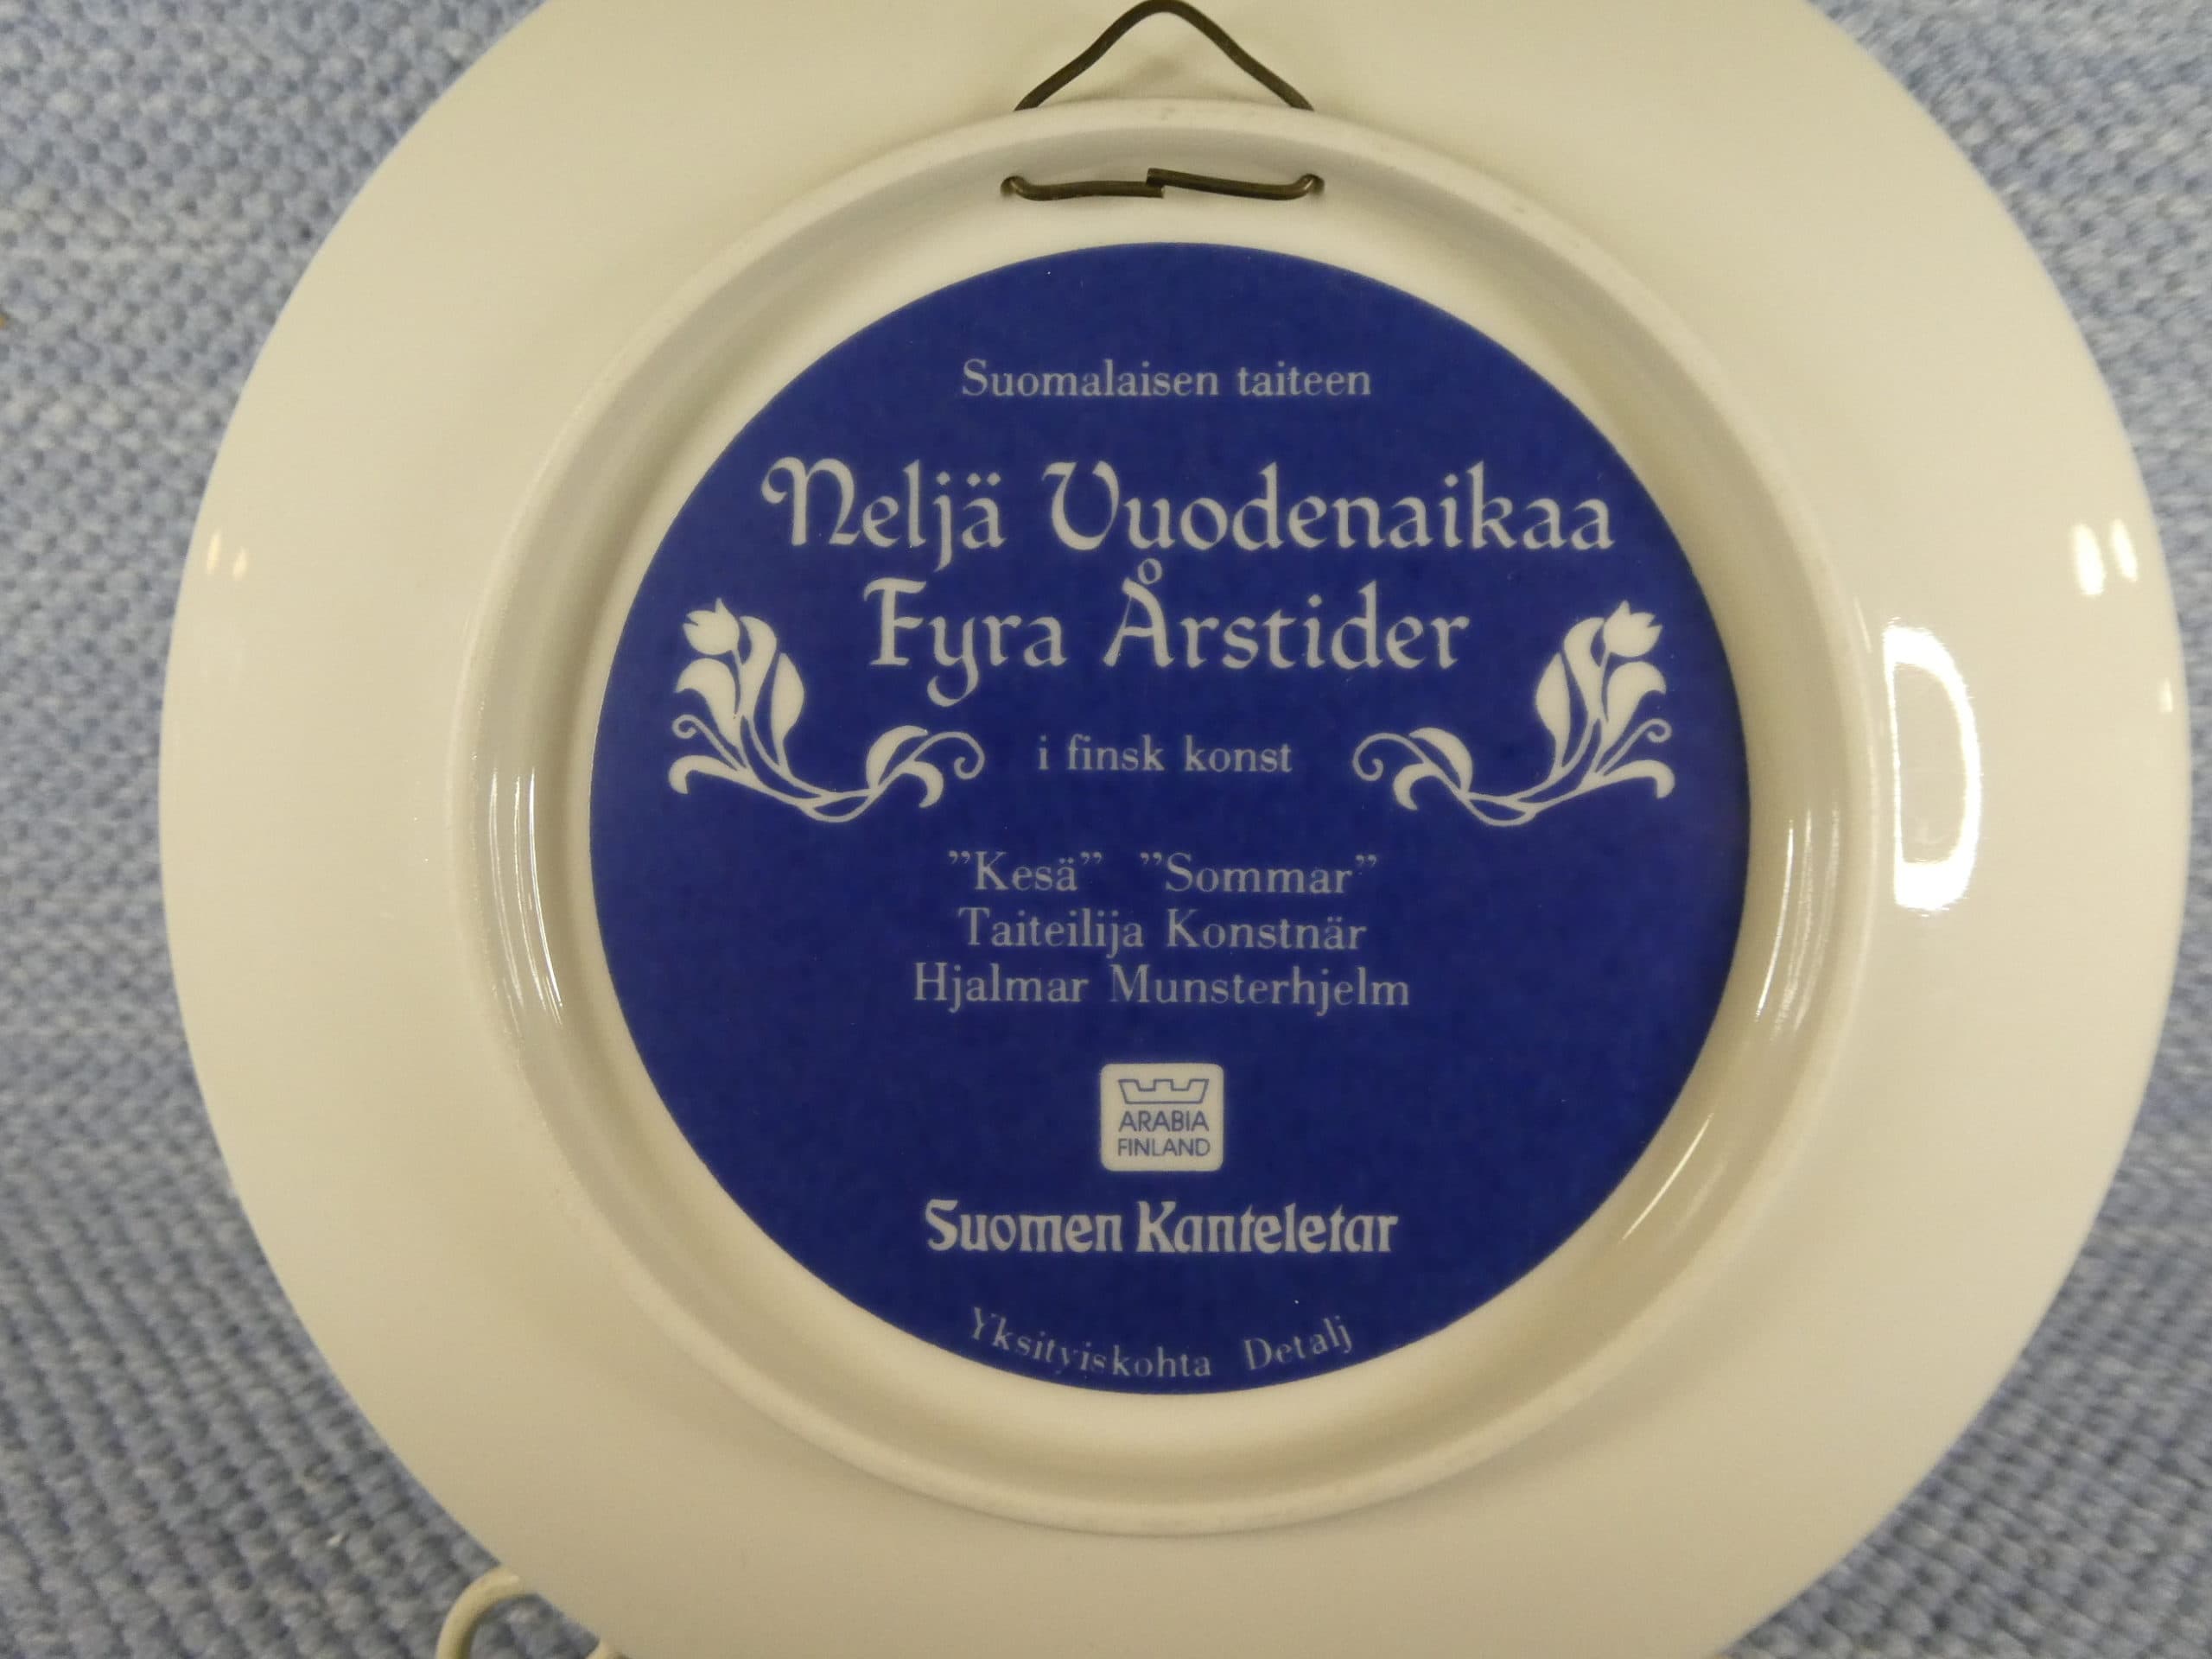 Suomalaisen taiteen
Neljä Vuodenaikaa
Fyra Årstider
i finsk konst
”Kesä” ”Sommar”
Taiteilija Konstnär
Hjalmar Munsterhjelm
ARABIA
FINLAND
Suomen Kanteletar
Yksityiskohta Detalj